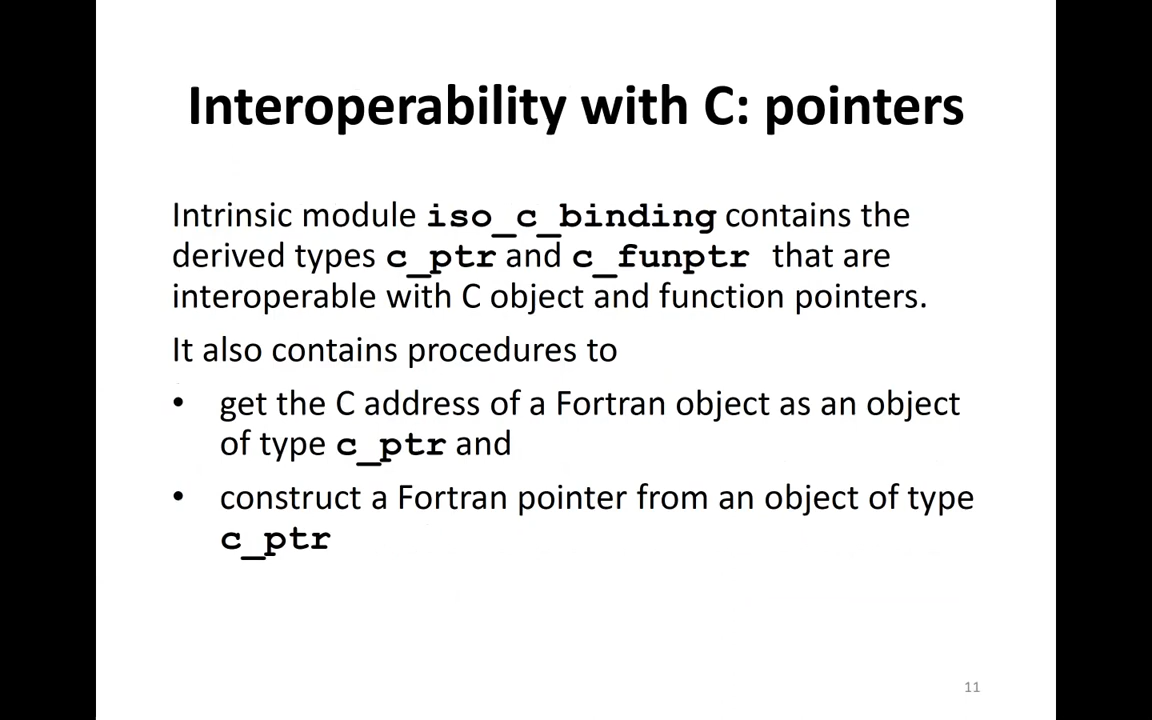 Interoperability with C: pointers
Intrinsic module iso_c_binding contains the
derived types c_ptr and c_funptr that are
interoperable with C object and function pointers.
It also contains procedures to
• get the C address of a Fortran object as an object
of type c_ptr and
• construct a Fortran pointer from an object of type
c_ptr
11